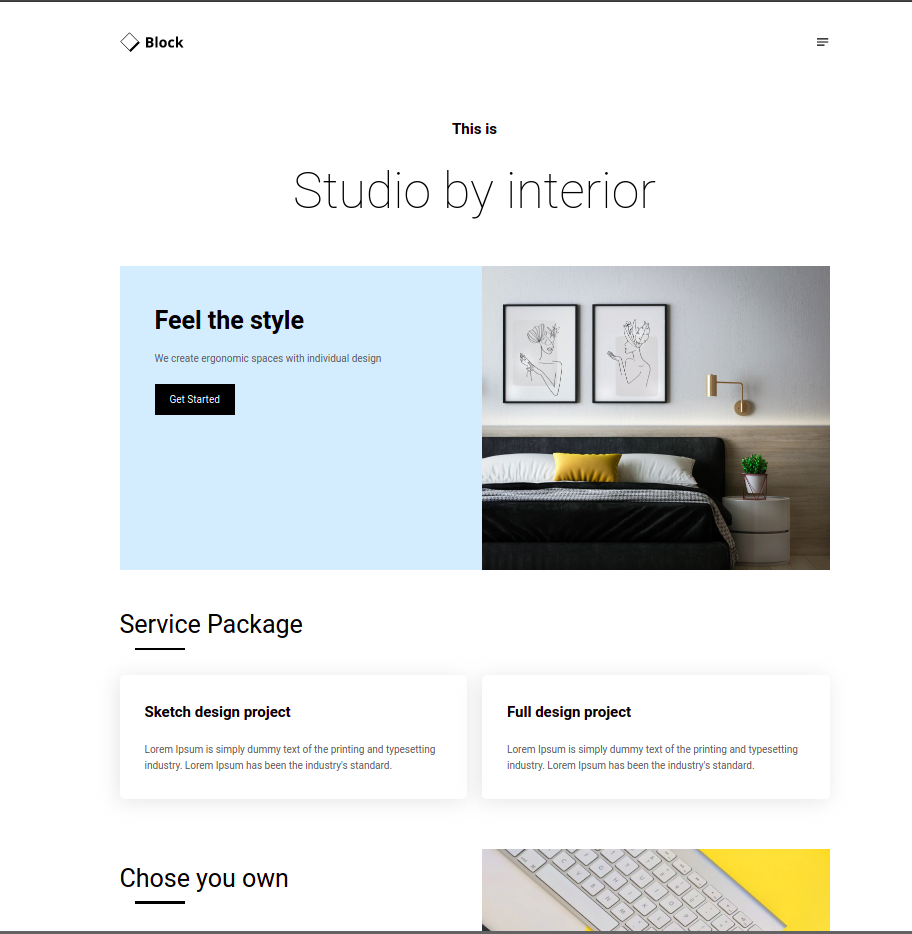 Block
This is
Studio by interior
Feel the style
We create ergonomic spaces with individual design
Get Started
Service Package
Sketch design project
Lorem Ipsum is simply dummy text of the printing and typesetting
industry. Lorem Ipsum has been the industry's standard.
Full design project
Lorem Ipsum is simply dummy text of the printing and typesetting
industry. Lorem Ipsum has been the industry's standard.
Chose you own